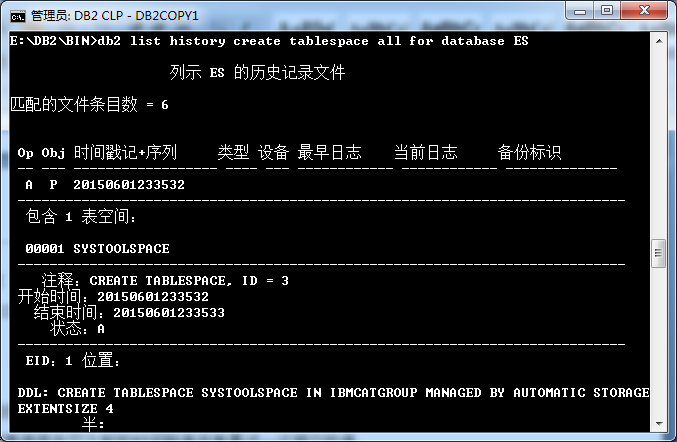 管理员: DB2 CLP - DB2COPY1
E:\DB2\BIN>db2 list history create tablespace all for database ES
列示 ES 的历史记录文件
匹配的文件条目数 = 6
Op Obj 时间戳记+序列 类型 设备 最早日志 当前日志 备份标识
-- --- ------------------ ---- --- ------------ ------------ --------------
A P 20150601233532
----------------------------------------------------------------------------
包含 1 表空间:
00001 SYSTOOLSPACE
----------------------------------------------------------------------------
注释: CREATE TABLESPACE, ID = 3
开始时间: 20150601233532
结束时间: 20150601233533
状态: A
----------------------------------------------------------------------------
EID: 1 位置:
DDL: CREATE TABLESPACE SYSTOOLSPACE IN IBMCATGROUP MANAGED BY AUTOMATIC STORAGE
EXTENTSIZE 4
半: